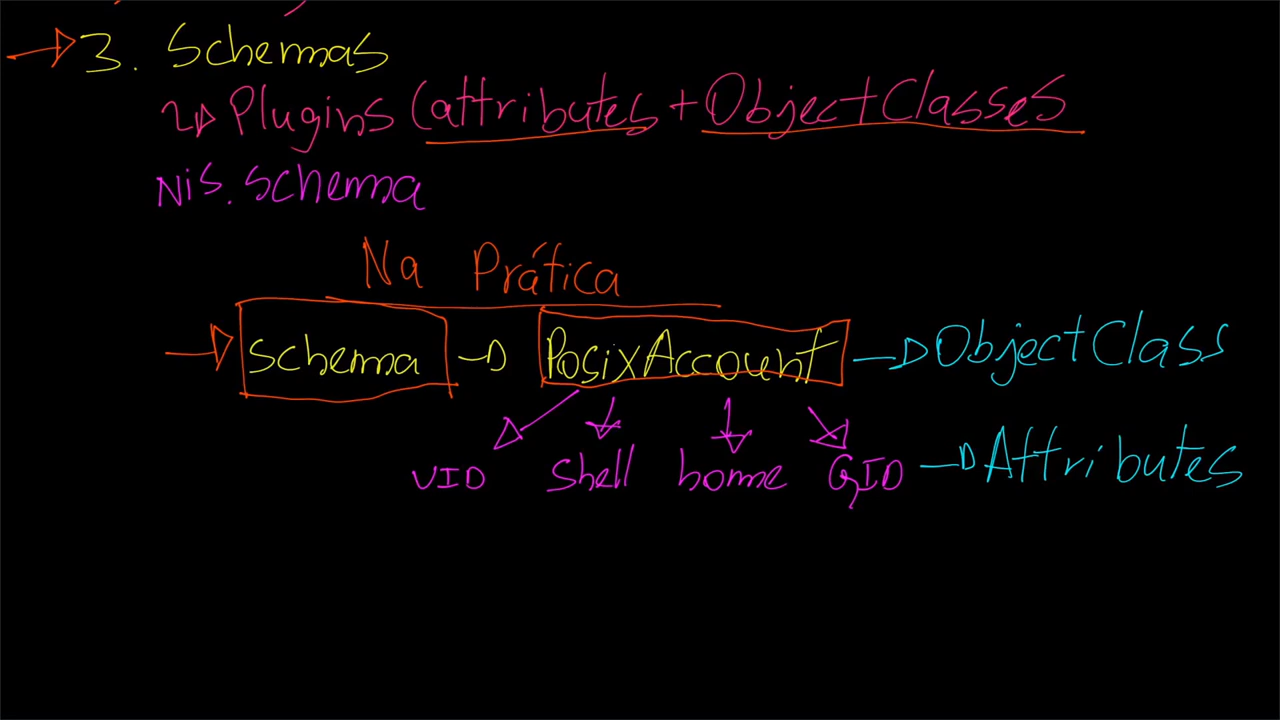 3. Schemas
Plugins (attributes + ObjectClasses
Nis.schema
Na Prática
Schema PosixAccount ObjectClass
UID Shell home GID Attributes